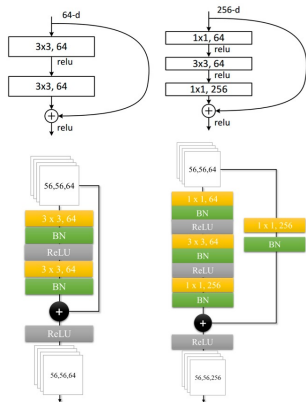 64-d
3x3, 64
relu
3x3, 64
+
relu
256-d
1x1, 64
relu
3x3, 64
relu
1x1, 256
+
relu
56,56,64
3 x 3, 64
BN
ReLU
3 x 3, 64
BN
+
ReLU
56,56,64
56,56,64
1 x 1, 64
BN
ReLU
3 x 3, 64
BN
ReLU
1 x 1, 256
BN
1 x 1, 256
BN
+
ReLU
56,56,256